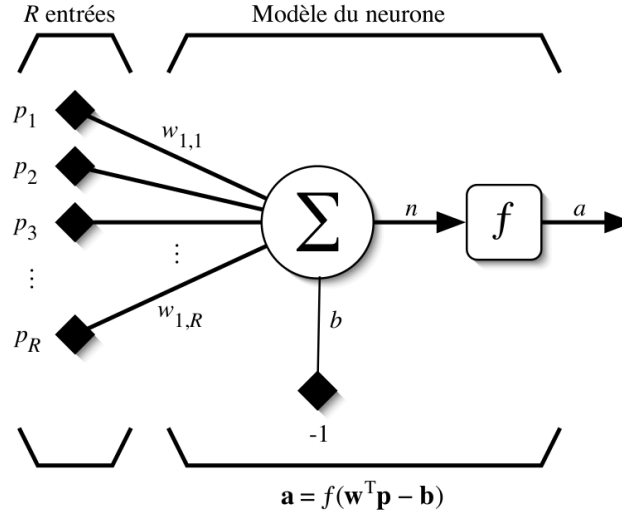 R entrées
Modèle du neurone
p1
w1,1
p2
p3
n
f
a
Σ
⋮
⋮
pR
w1,R
b
-1
a = f(wᵀp − b)